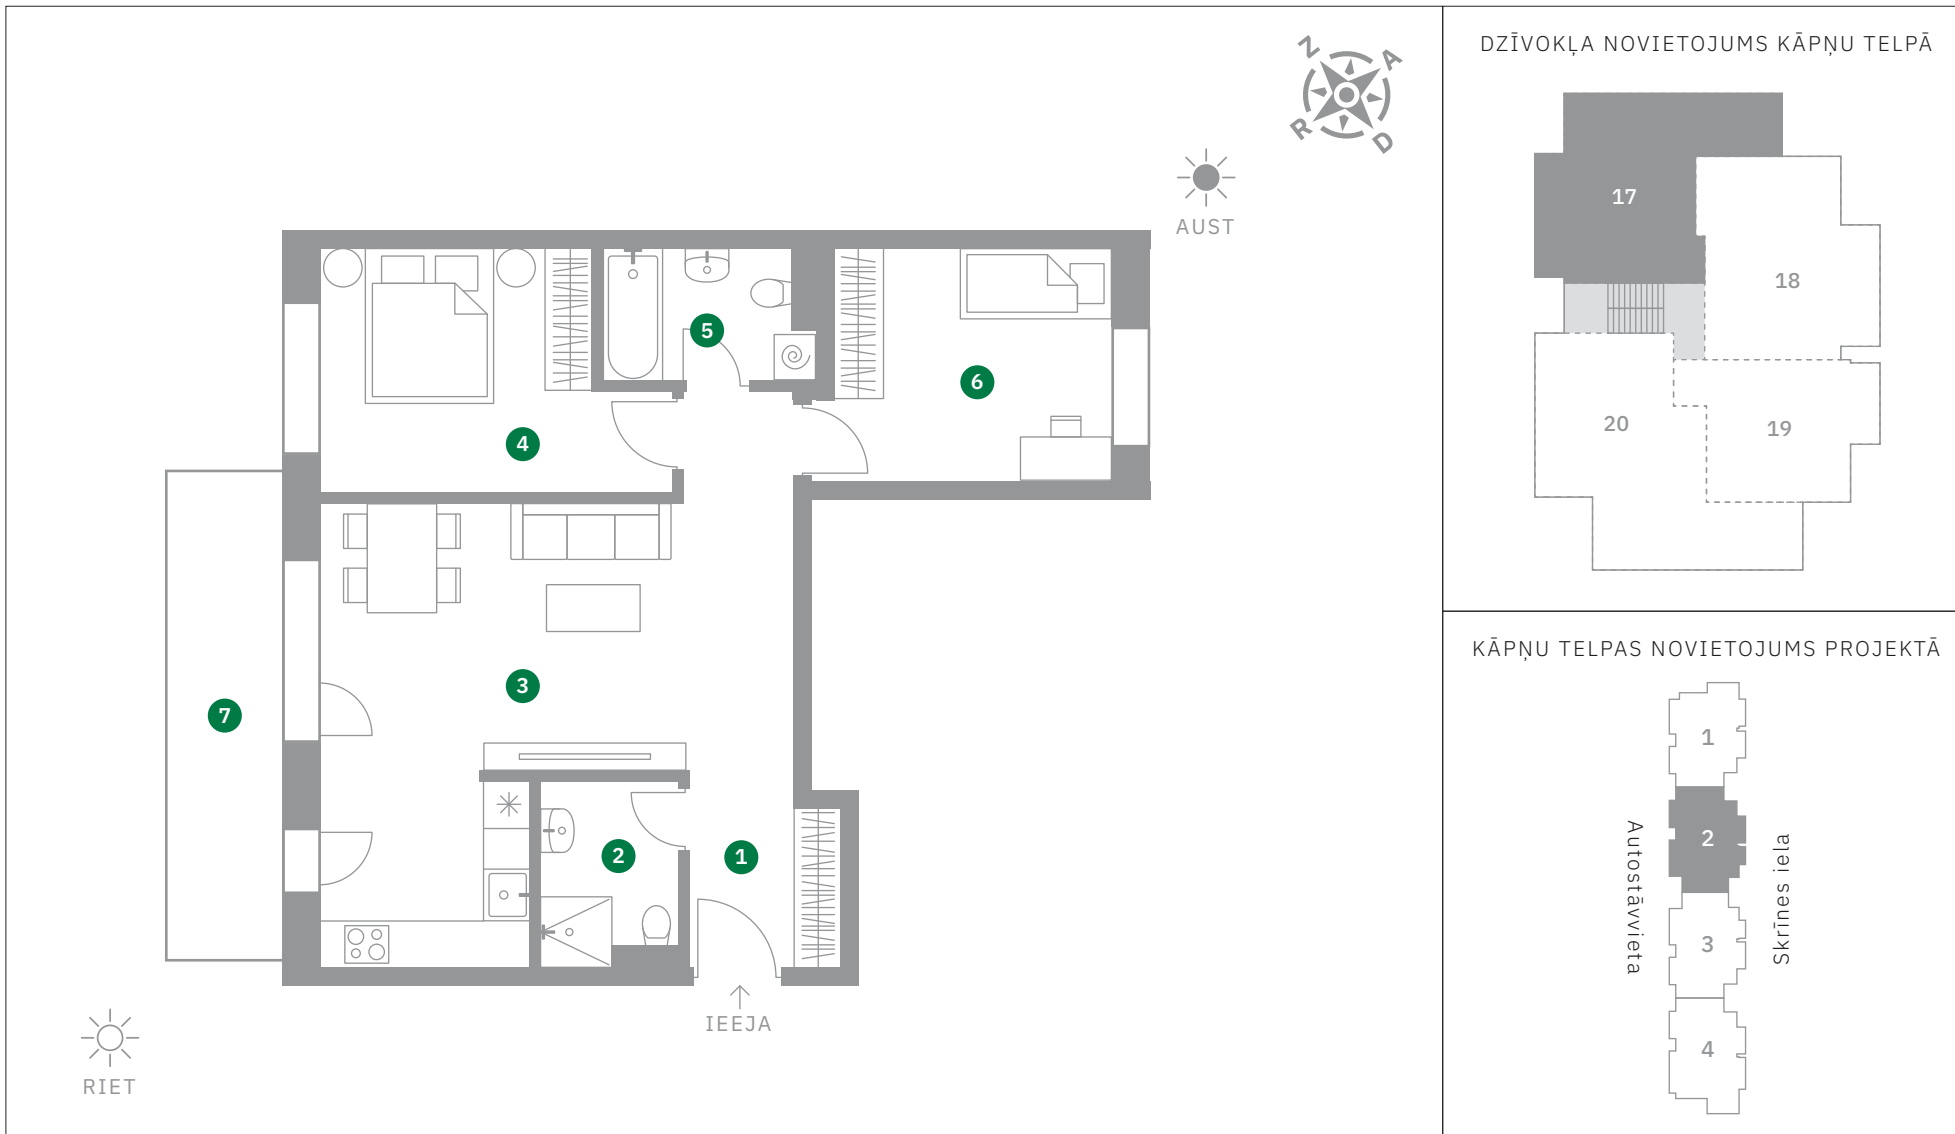 Z
A
R
D
AUST
5
6
4
3
7
2
1
IEEJA
RIET
DZĪVOKĻA NOVIETOJUMS KĀPŅU TELPĀ
17
18
20
19
KĀPŅU TELPAS NOVIETOJUMS PROJEKTĀ
1
2
3
4
Autostāvvieta
Skrīnes iela